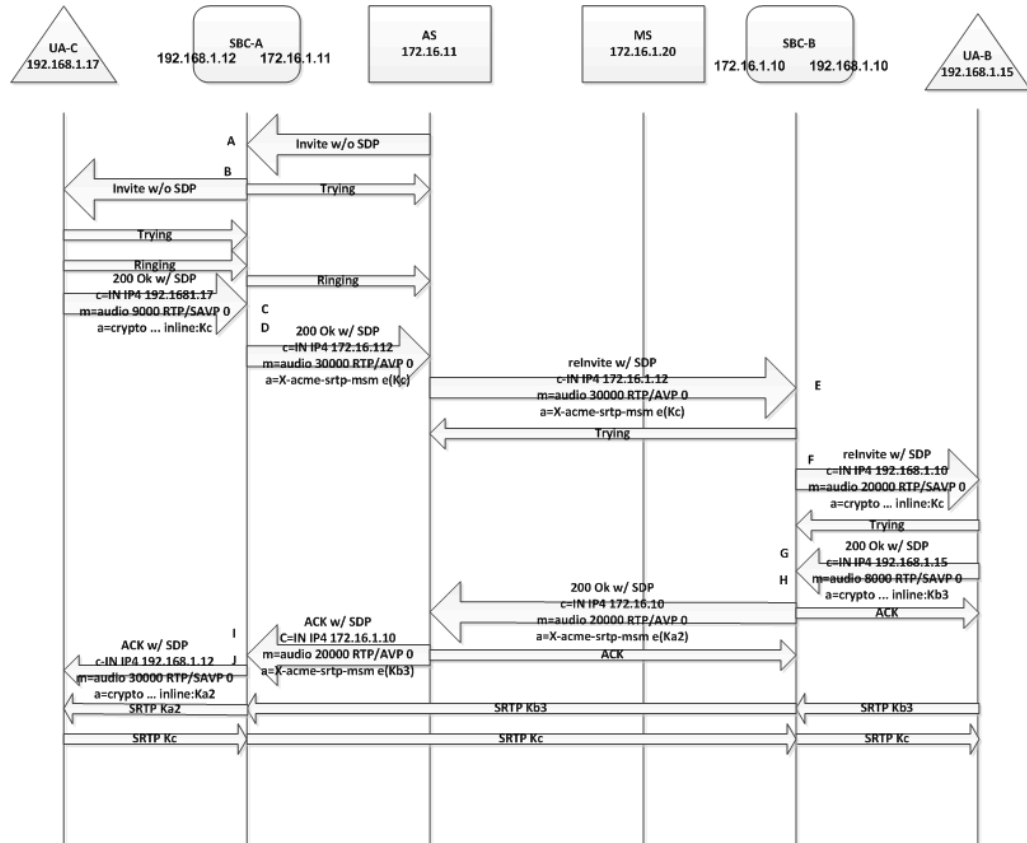 UA-C
192.168.1.17
SBC-A
192.168.1.12 172.16.1.11
AS
172.16.11
MS
172.16.1.20
SBC-B
172.16.1.10 192.168.1.10
UA-B
192.168.1.15
A
Invite w/o SDP
B
Invite w/o SDP
Trying
Trying
Ringing
Ringing
200 Ok w/ SDP
c=IN IP4 192.1681.17
m=audio 9000 RTP/SAVP 0
a=crypto ... inline:Kc
C
D
200 Ok w/ SDP
c=IN IP4 172.16.112
m=audio 30000 RTP/AVP 0
a=X-acme-srtp-msm e(Kc)
reInvite w/ SDP
c-IN IP4 172.16.1.12
m=audio 30000 RTP/AVP 0
a=X-acme-srtp-msm e(Kc)
E
Trying
F
reInvite w/ SDP
c=IN IP4 192.168.1.10
m=audio 20000 RTP/SAVP 0
a=crypto ... inline:Kc
Trying
G
H
200 Ok w/ SDP
c=IN IP4 192.168.1.15
m=audio 8000 RTP/SAVP 0
a=crypto ... inline:Kb3
200 Ok w/ SDP
c=IN IP4 172.16.10
m=audio 20000 RTP/AVP 0
a=X-acme-srtp-msm e(Ka2)
ACK
I
J
ACK w/ SDP
C=IN IP4 172.16.1.10
m=audio 20000 RTP/AVP 0
a=X-acme-srtp-msm e(Kb3)
ACK
ACK w/ SDP
c-IN IP4 192.168.1.12
m=audio 30000 RTP/SAVP 0
a=crypto ... inline:Ka2
SRTP Ka2
SRTP Kb3
SRTP Kb3
SRTP Kc
SRTP Kc
SRTP Kc